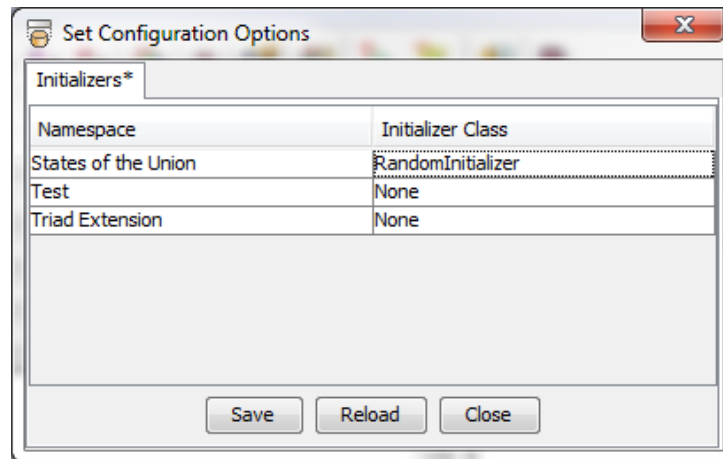 Set Configuration Options
Initializers*
Namespace Initializer Class
States of the Union RandomInitializer
Test None
Triad Extension None
Save Reload Close